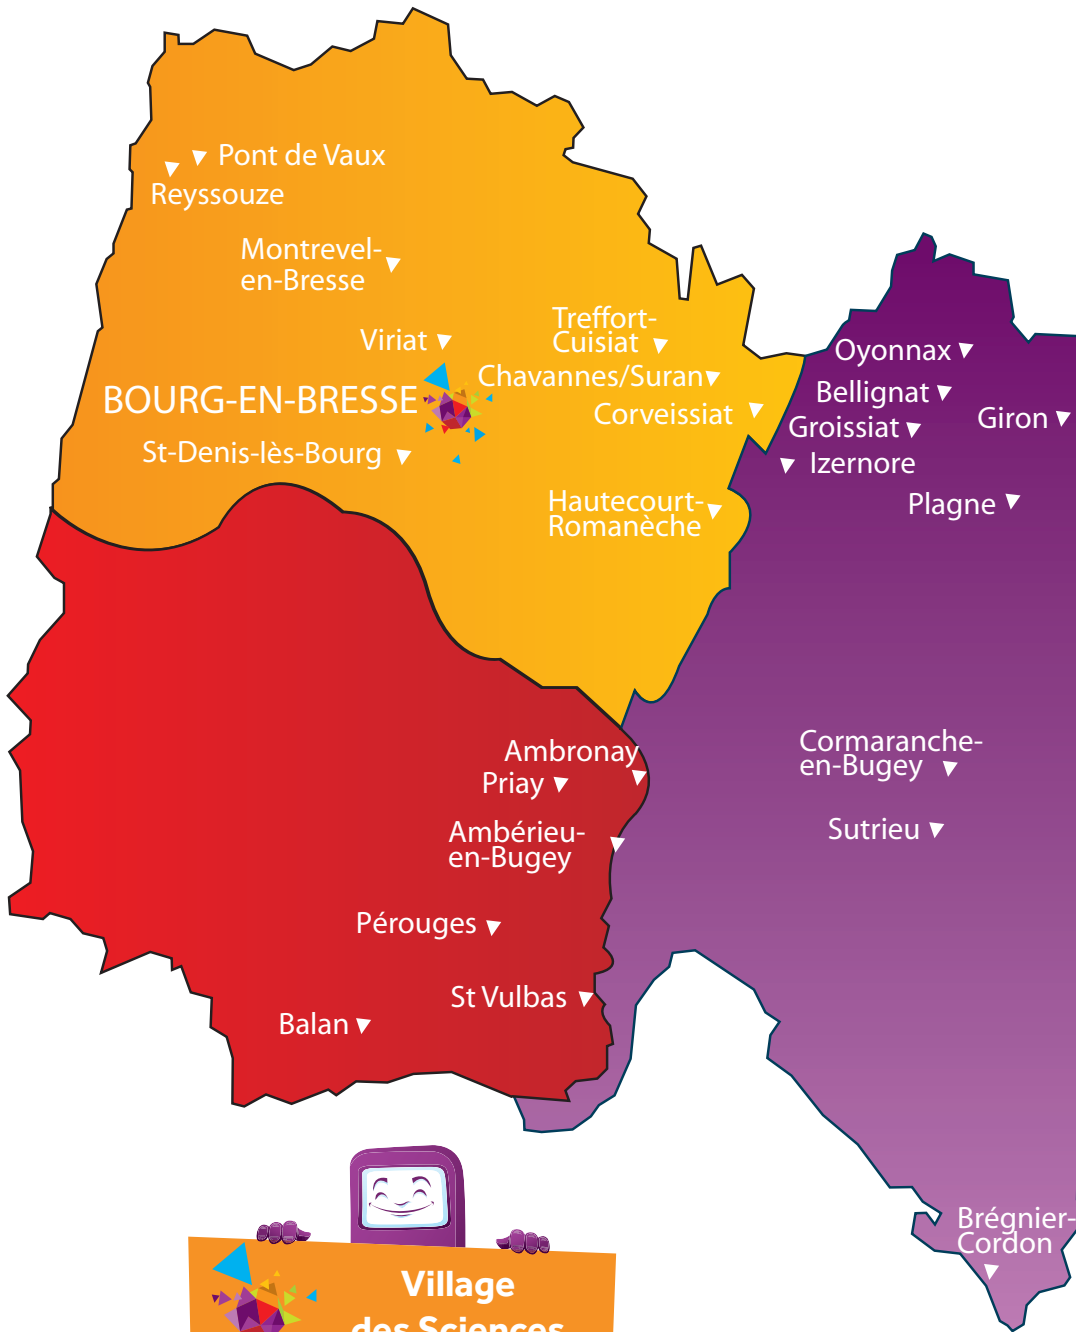 Pont de Vaux
Reyssouze
Montrevel-
en-Bresse
Viriat
Treffort-
Cuisiat
Chavannes/Suran
BOURG-EN-BRESSE
Corveissiat
St-Denis-lès-Bourg
Hautecourt-
Romanèche
Oyonnax
Bellignat
Giron
Groissiat
Izernore
Plagne
Ambronay
Priay
Ambérieu-
en-Bugey
Pérouges
St Vulbas
Balan
Cormaranche-
en-Bugey
Sutrieu
Brégnier-
Cordon
Village
des Sciences